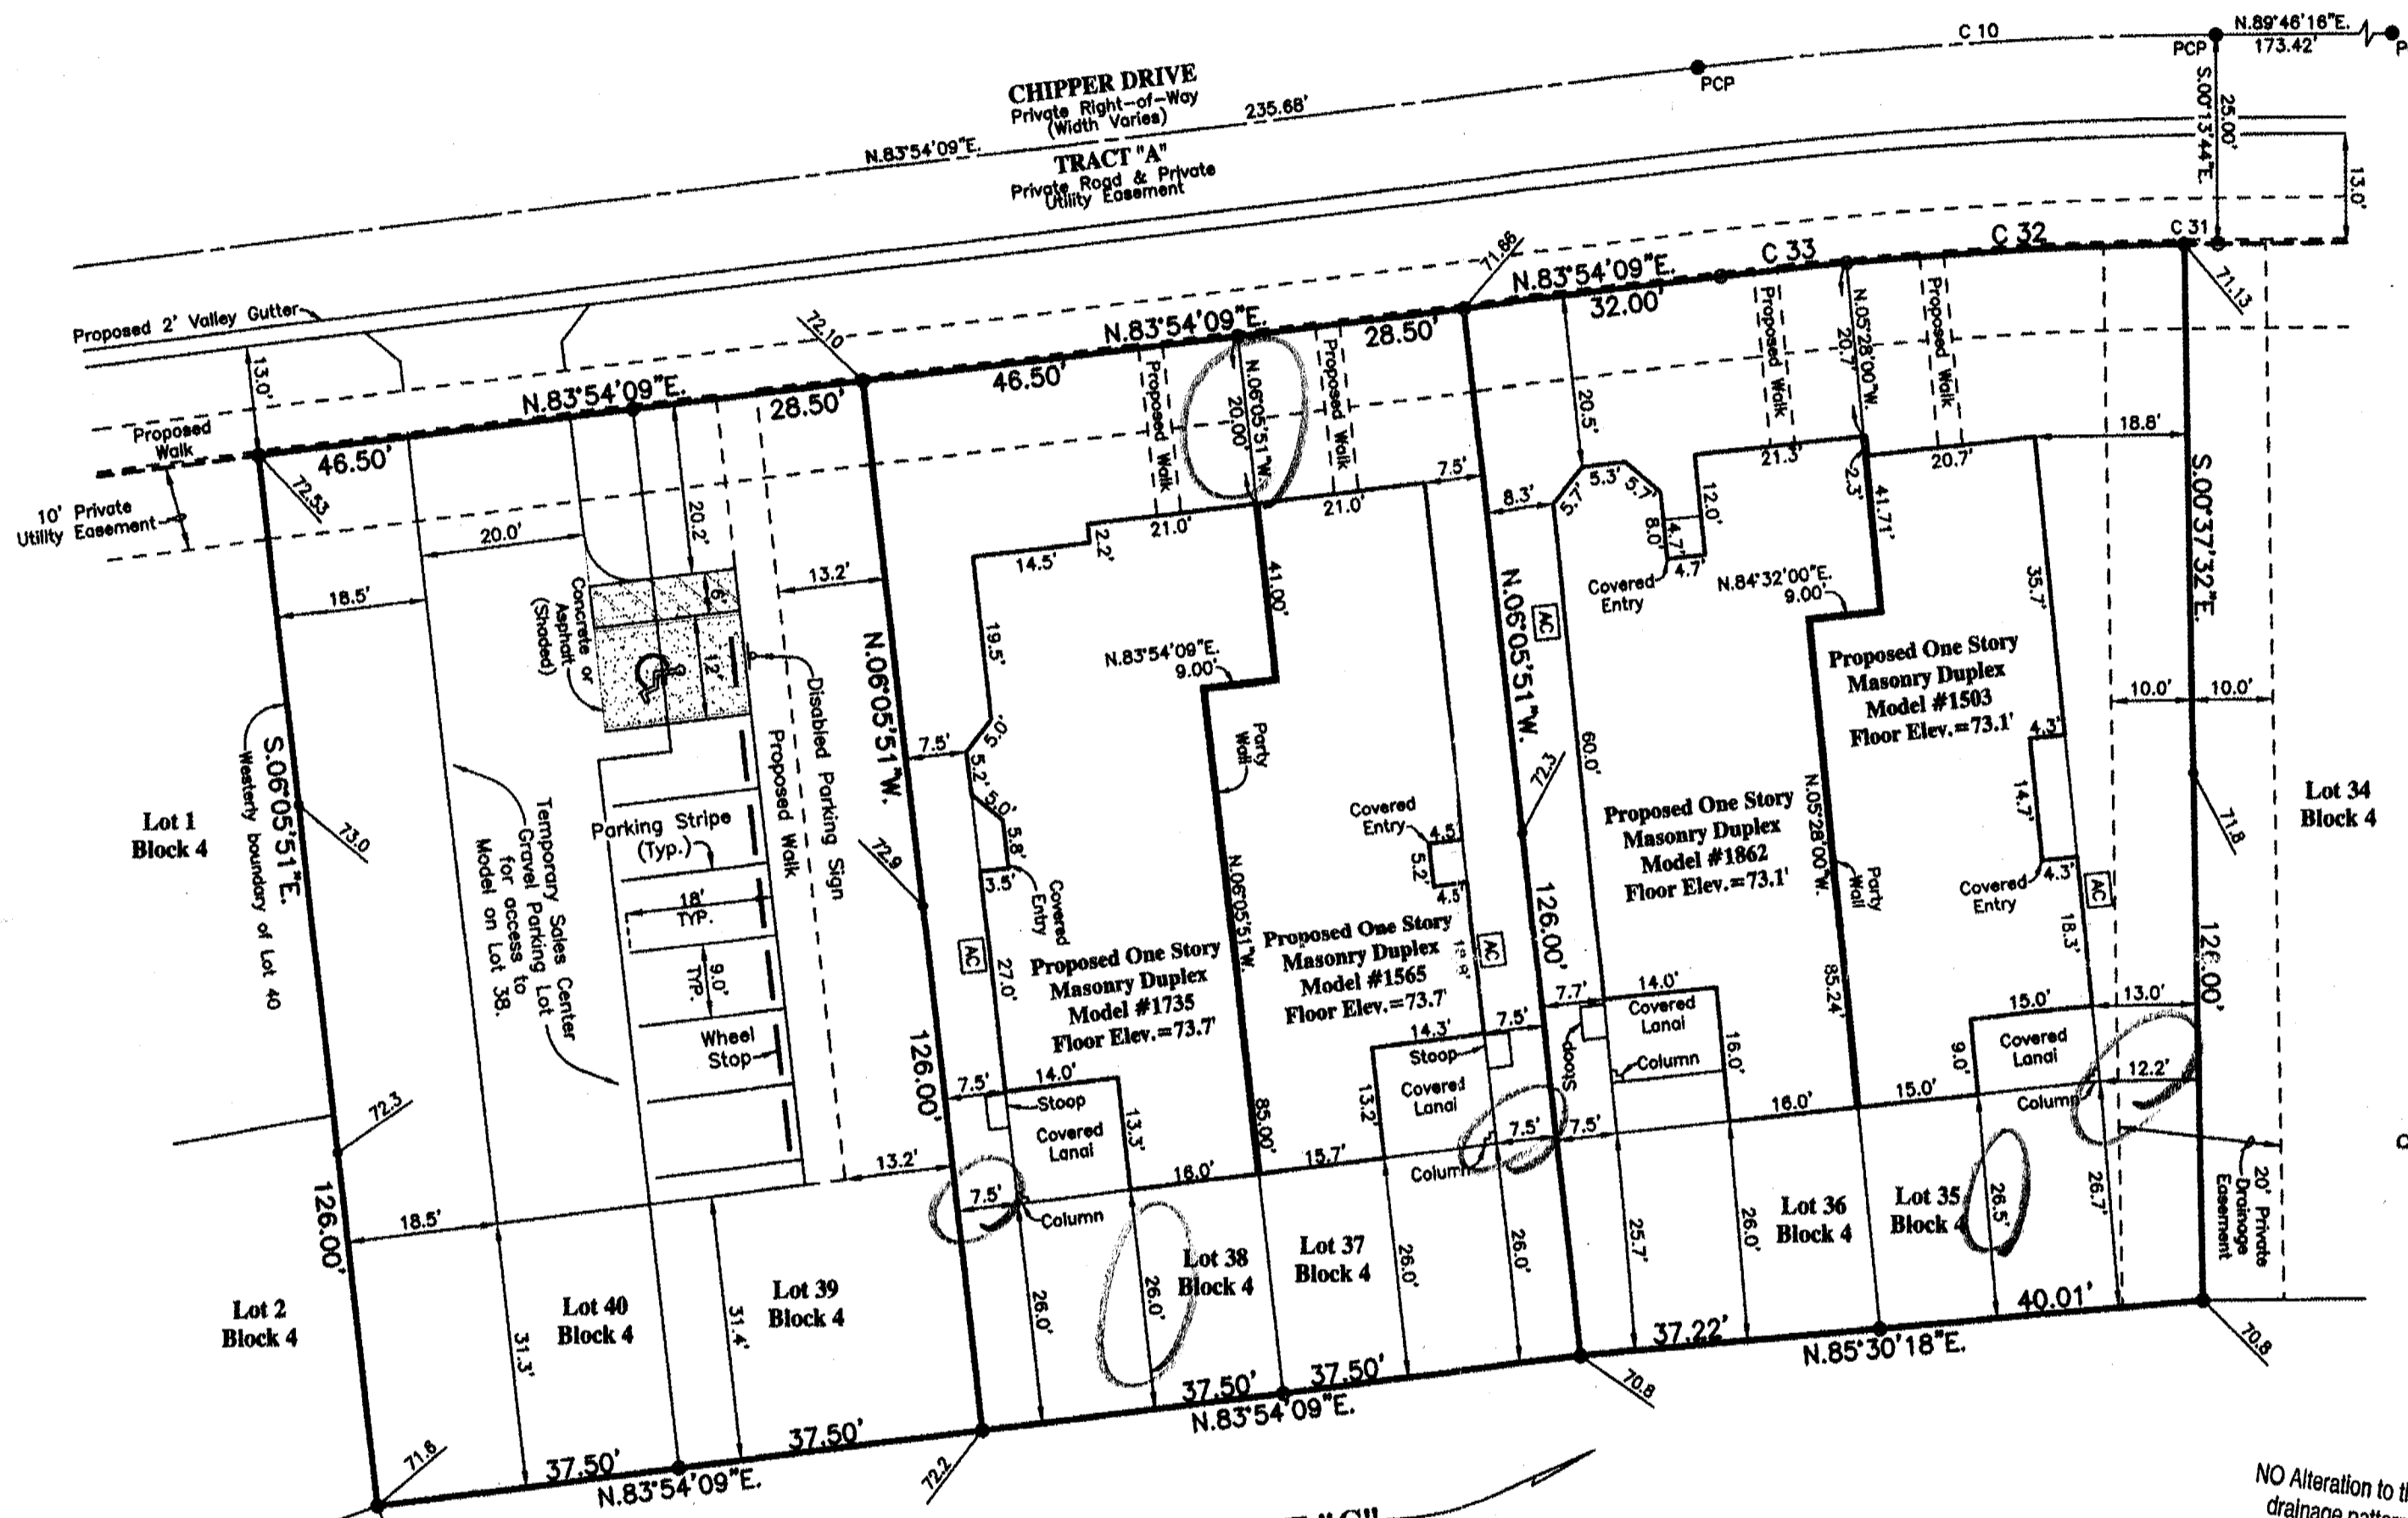 N.89°46'16"E.
173.42'
C 10
PCP
P
PCP
S.00°13'44"E.
25.00'
13.0'
CHIPPER DRIVE
Private Right-of-Way
(Width Varies)
235.68'
N.83°54'09"E.
TRACT "A"
Private Road & Private
Utility Easement
C 31
C 32
C 33
71.13
71.66
N.83°54'09"E.
32.00'
Proposed 2' Valley Gutter
13.0'
72.10
N.83°54'09"E.
28.50'
46.50'
N.83°54'09"E.
28.50'
46.50'
Proposed
Walk
72.53
10' Private
Utility Easement
Proposed Walk
N.06°05'51"W.
20.00'
Proposed Walk
20.5'
Proposed Walk
N.05°28'00"W.
20.7'
Proposed Walk
18.8'
S.00°37'32"E.
20.0'
20.2'
18.5'
13.2'
6'
12'
Concrete or
Asphalt
(Shaded)
Disabled Parking Sign
Proposed Walk
21.0'
21.0'
7.5'
2.2'
14.5'
41.00'
19.5'
N.83°54'09"E.
9.00'
8.3'
5.7'
5.3'
5.7'
8.0'
4.7'
4.7'
12.0'
21.3'
2.3'
20.7'
41.71'
Covered
Entry
N.84°32'00"E.
9.00'
35.7'
AC
N.06°05'51"W.
N.06°05'51"W.
Proposed One Story
Masonry Duplex
Model #1503
Floor Elev.=73.1'
10.0'
10.0'
4.3'
14.7'
4.3'
Covered
Entry
AC
18.3'
71.8
Lot 34
Block 4
126.00'
S.06°05'51"E.
Westerly boundary of Lot 40
Lot 1
Block 4
73.0
Temporary Sales Center
Gravel Parking Lot
for access to
Model on Lot 38.
Parking Stripe
(Typ.)
18'
TYP.
9.0'
TYP.
Wheel
Stop
72.9
7.5'
5.0'
5.2'
5.0'
5.8'
3.5'
Covered
Entry
AC
27.0'
Party
Wall
N.06°05'51"W.
Covered
Entry
4.5'
5.2'
4.5'
AC
72.3
60.0'
Proposed One Story
Masonry Duplex
Model #1862
Floor Elev.=73.1'
N.05°28'00"W.
Party
Wall
85.24'
Proposed One Story
Masonry Duplex
Model #1735
Floor Elev.=73.7'
Proposed One Story
Masonry Duplex
Model #1565
Floor Elev.=73.7'
126.00'
126.00'
7.7'
14.0'
Covered
Lanai
Stoop
Column
16.0'
16.0'
15.0'
15.0'
13.0'
9.0'
Covered
Lanai
12.2'
Column
7.5'
14.0'
Stoop
Covered
Lanai
13.3'
85.00'
14.3'
7.5'
Stoop
Covered
Lanai
13.2'
7.5'
7.5'
Column
15.7'
16.0'
72.3
126.00'
18.5'
13.2'
7.5'
Column
Lot 2
Block 4
Lot 40
Block 4
Lot 39
Block 4
Lot 38
Block 4
Lot 37
Block 4
Lot 36
Block 4
Lot 35
Block 4
20' Private
Drainage
Easement
31.3'
31.4'
26.0'
26.0'
26.0'
26.0'
25.7'
26.0'
26.5'
26.7'
71.6
37.50'
37.50'
N.83°54'09"E.
72.2
37.50'
37.50'
N.83°54'09"E.
70.8
37.22'
40.01'
N.85°30'18"E.
70.8
NO Alteration to